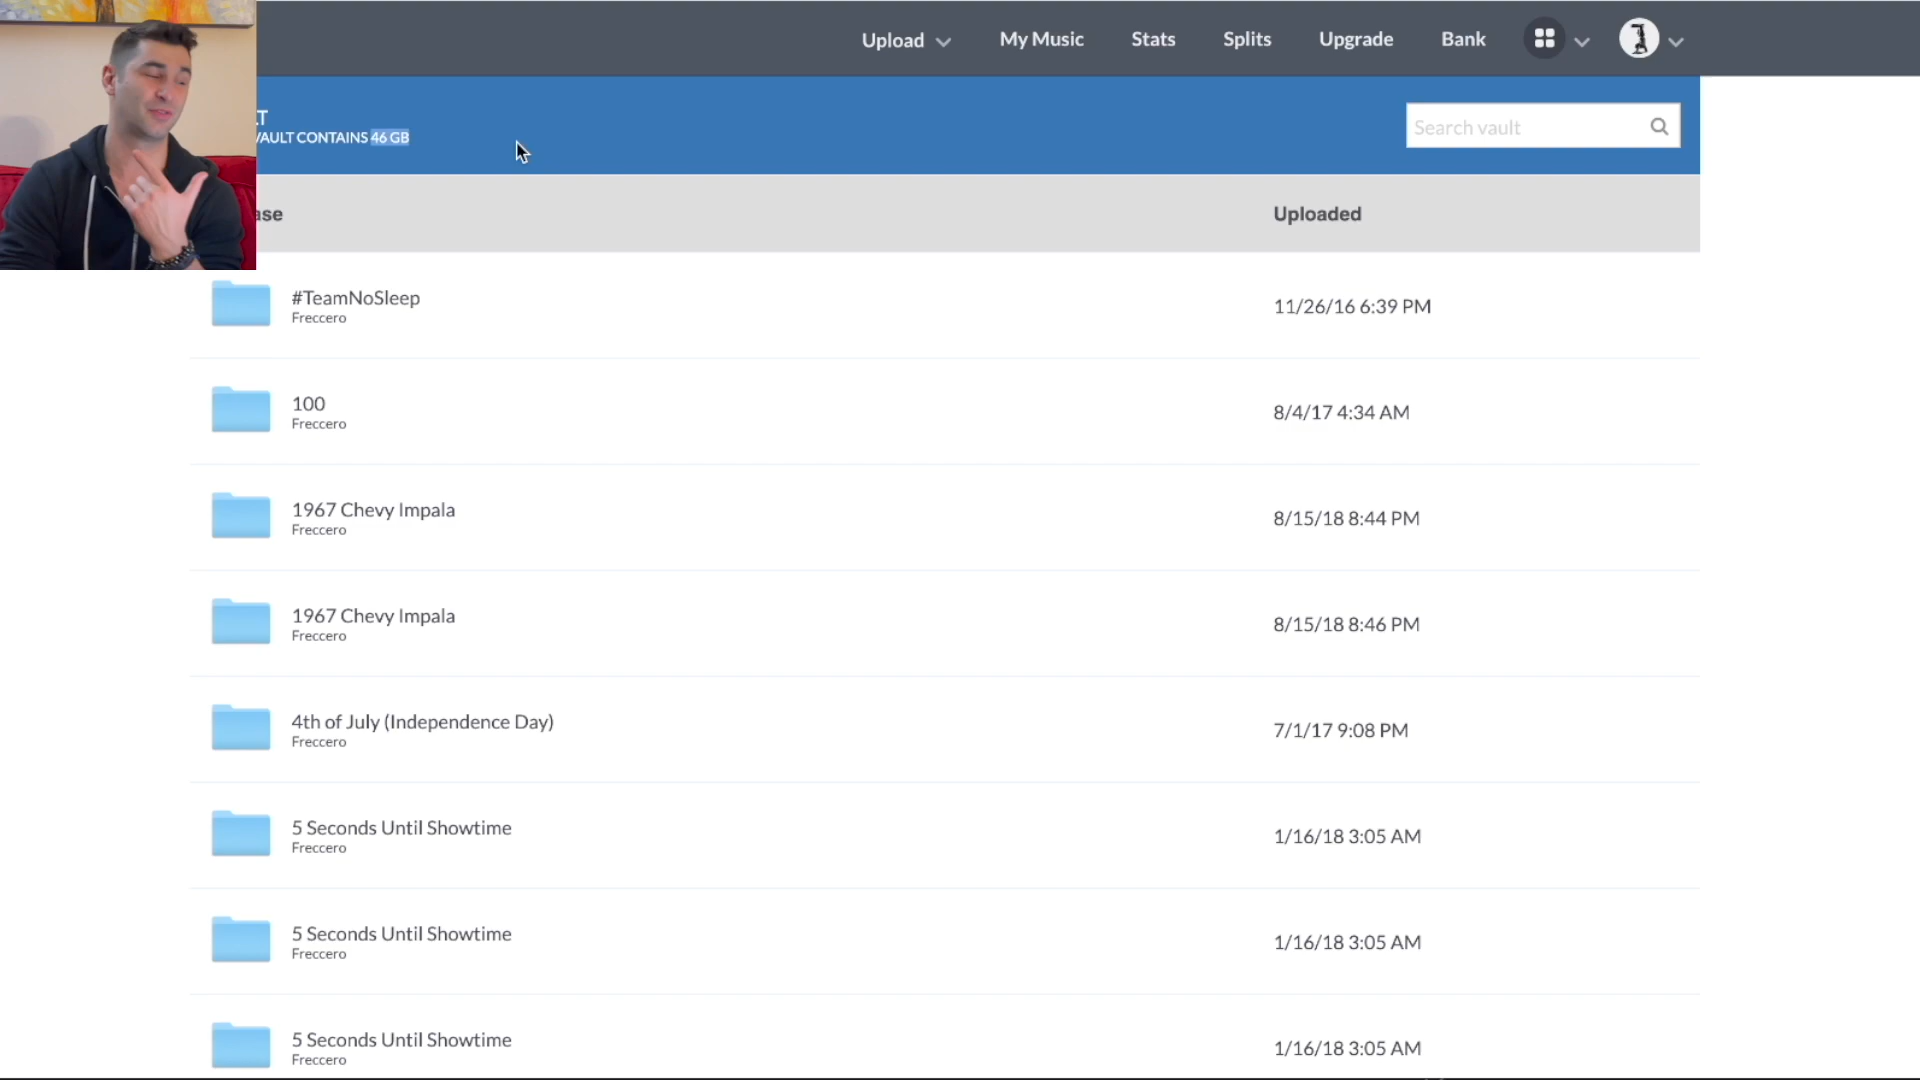 Upload My Music Stats Splits Upgrade Bank
LT
VAULT CONTAINS 46 GB
Search vault
ase Uploaded
#TeamNoSleep
Freccero
11/26/16 6:39 PM
100
Freccero
8/4/17 4:34 AM
1967 Chevy Impala
Freccero
8/15/18 8:44 PM
1967 Chevy Impala
Freccero
8/15/18 8:46 PM
4th of July (Independence Day)
Freccero
7/1/17 9:08 PM
5 Seconds Until Showtime
Freccero
1/16/18 3:05 AM
5 Seconds Until Showtime
Freccero
1/16/18 3:05 AM
5 Seconds Until Showtime
Freccero
1/16/18 3:05 AM